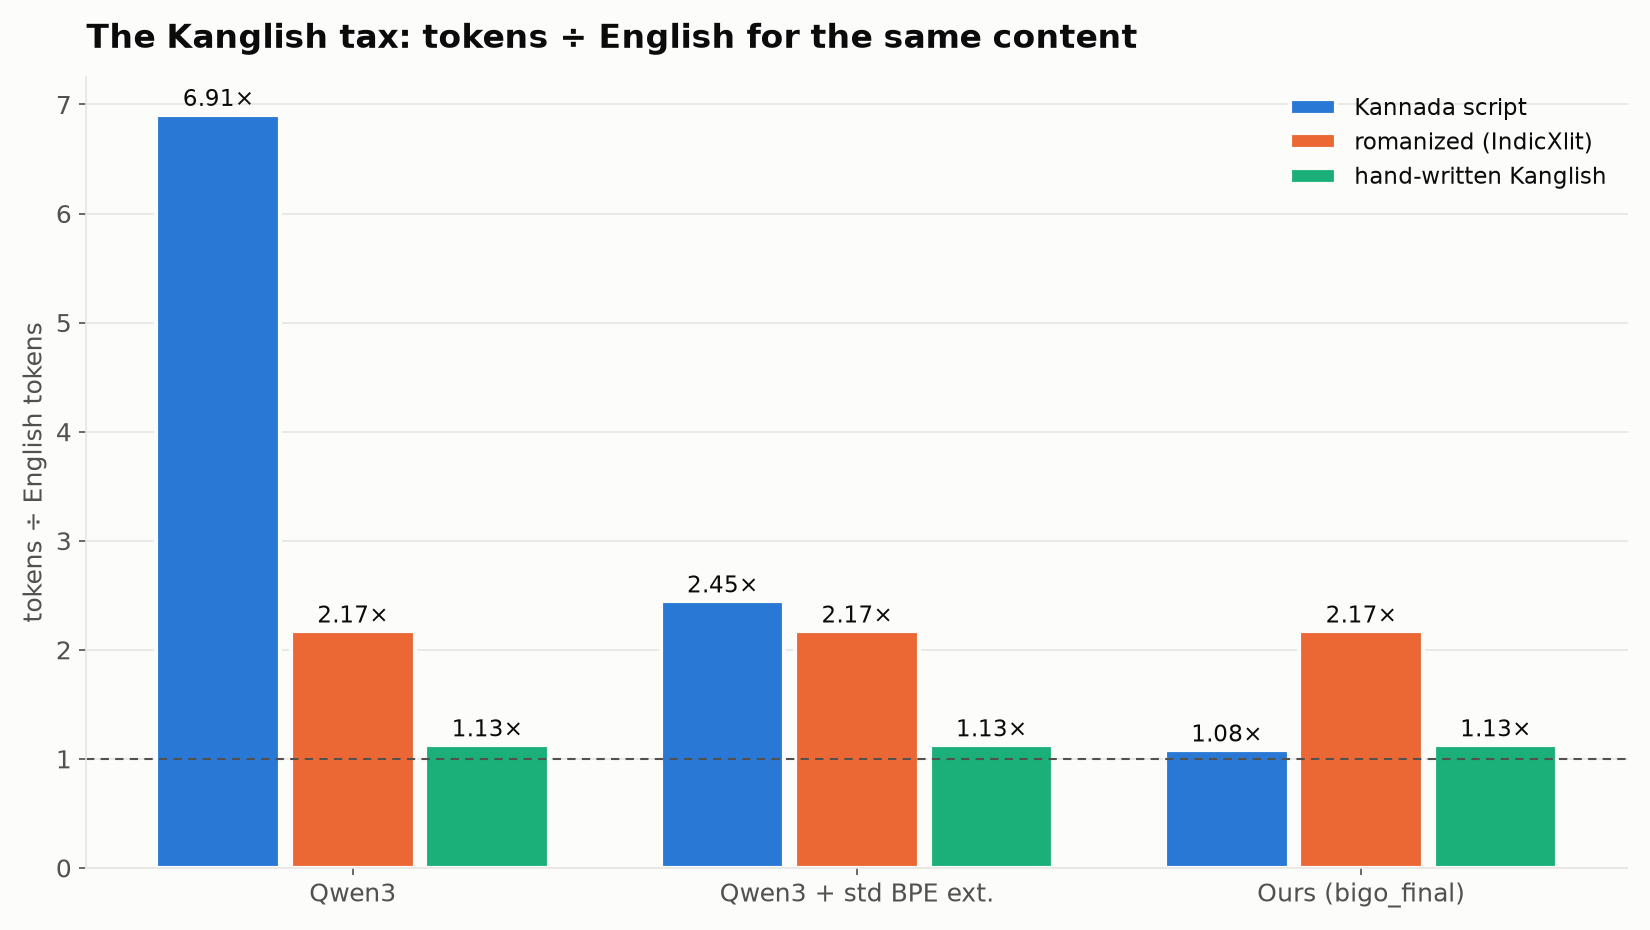 The Kanglish tax: tokens ÷ English for the same content
tokens ÷ English tokens
7
6
5
4
3
2
1
0
6.91×
2.17×
1.13×
2.45×
2.17×
1.13×
1.08×
2.17×
1.13×
Kannada script
romanized (IndicXlit)
hand-written Kanglish
Qwen3
Qwen3 + std BPE ext.
Ours (bigo_final)